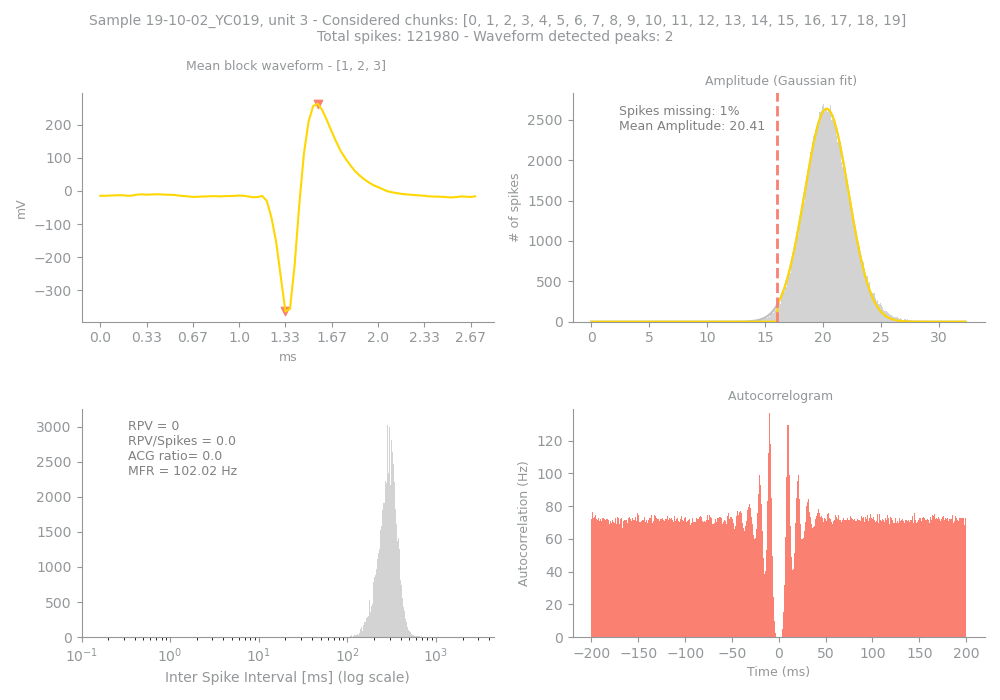 Sample 19-10-02_YC019, unit 3 - Considered chunks: [0, 1, 2, 3, 4, 5, 6, 7, 8, 9, 10, 11, 12, 13, 14, 15, 16, 17, 18, 19]
Total spikes: 121980 - Waveform detected peaks: 2
Mean block waveform - [1, 2, 3]
200
100
0
−100
−200
−300
mV
0.0 0.33 0.67 1.0 1.33 1.67 2.0 2.33 2.67
ms
Amplitude (Gaussian fit)
Spikes missing: 1%
Mean Amplitude: 20.41
2500
2000
1500
1000
500
0
# of spikes
0 5 10 15 20 25 30
RPV = 0
RPV/Spikes = 0.0
ACG ratio= 0.0
MFR = 102.02 Hz
3000
2500
2000
1500
1000
500
0
10⁻¹ 10⁰ 10¹ 10² 10³
Inter Spike Interval [ms] (log scale)
Autocorrelogram
120
100
80
60
40
20
0
Autocorrelation (Hz)
−200 −150 −100 −50 0 50 100 150 200
Time (ms)